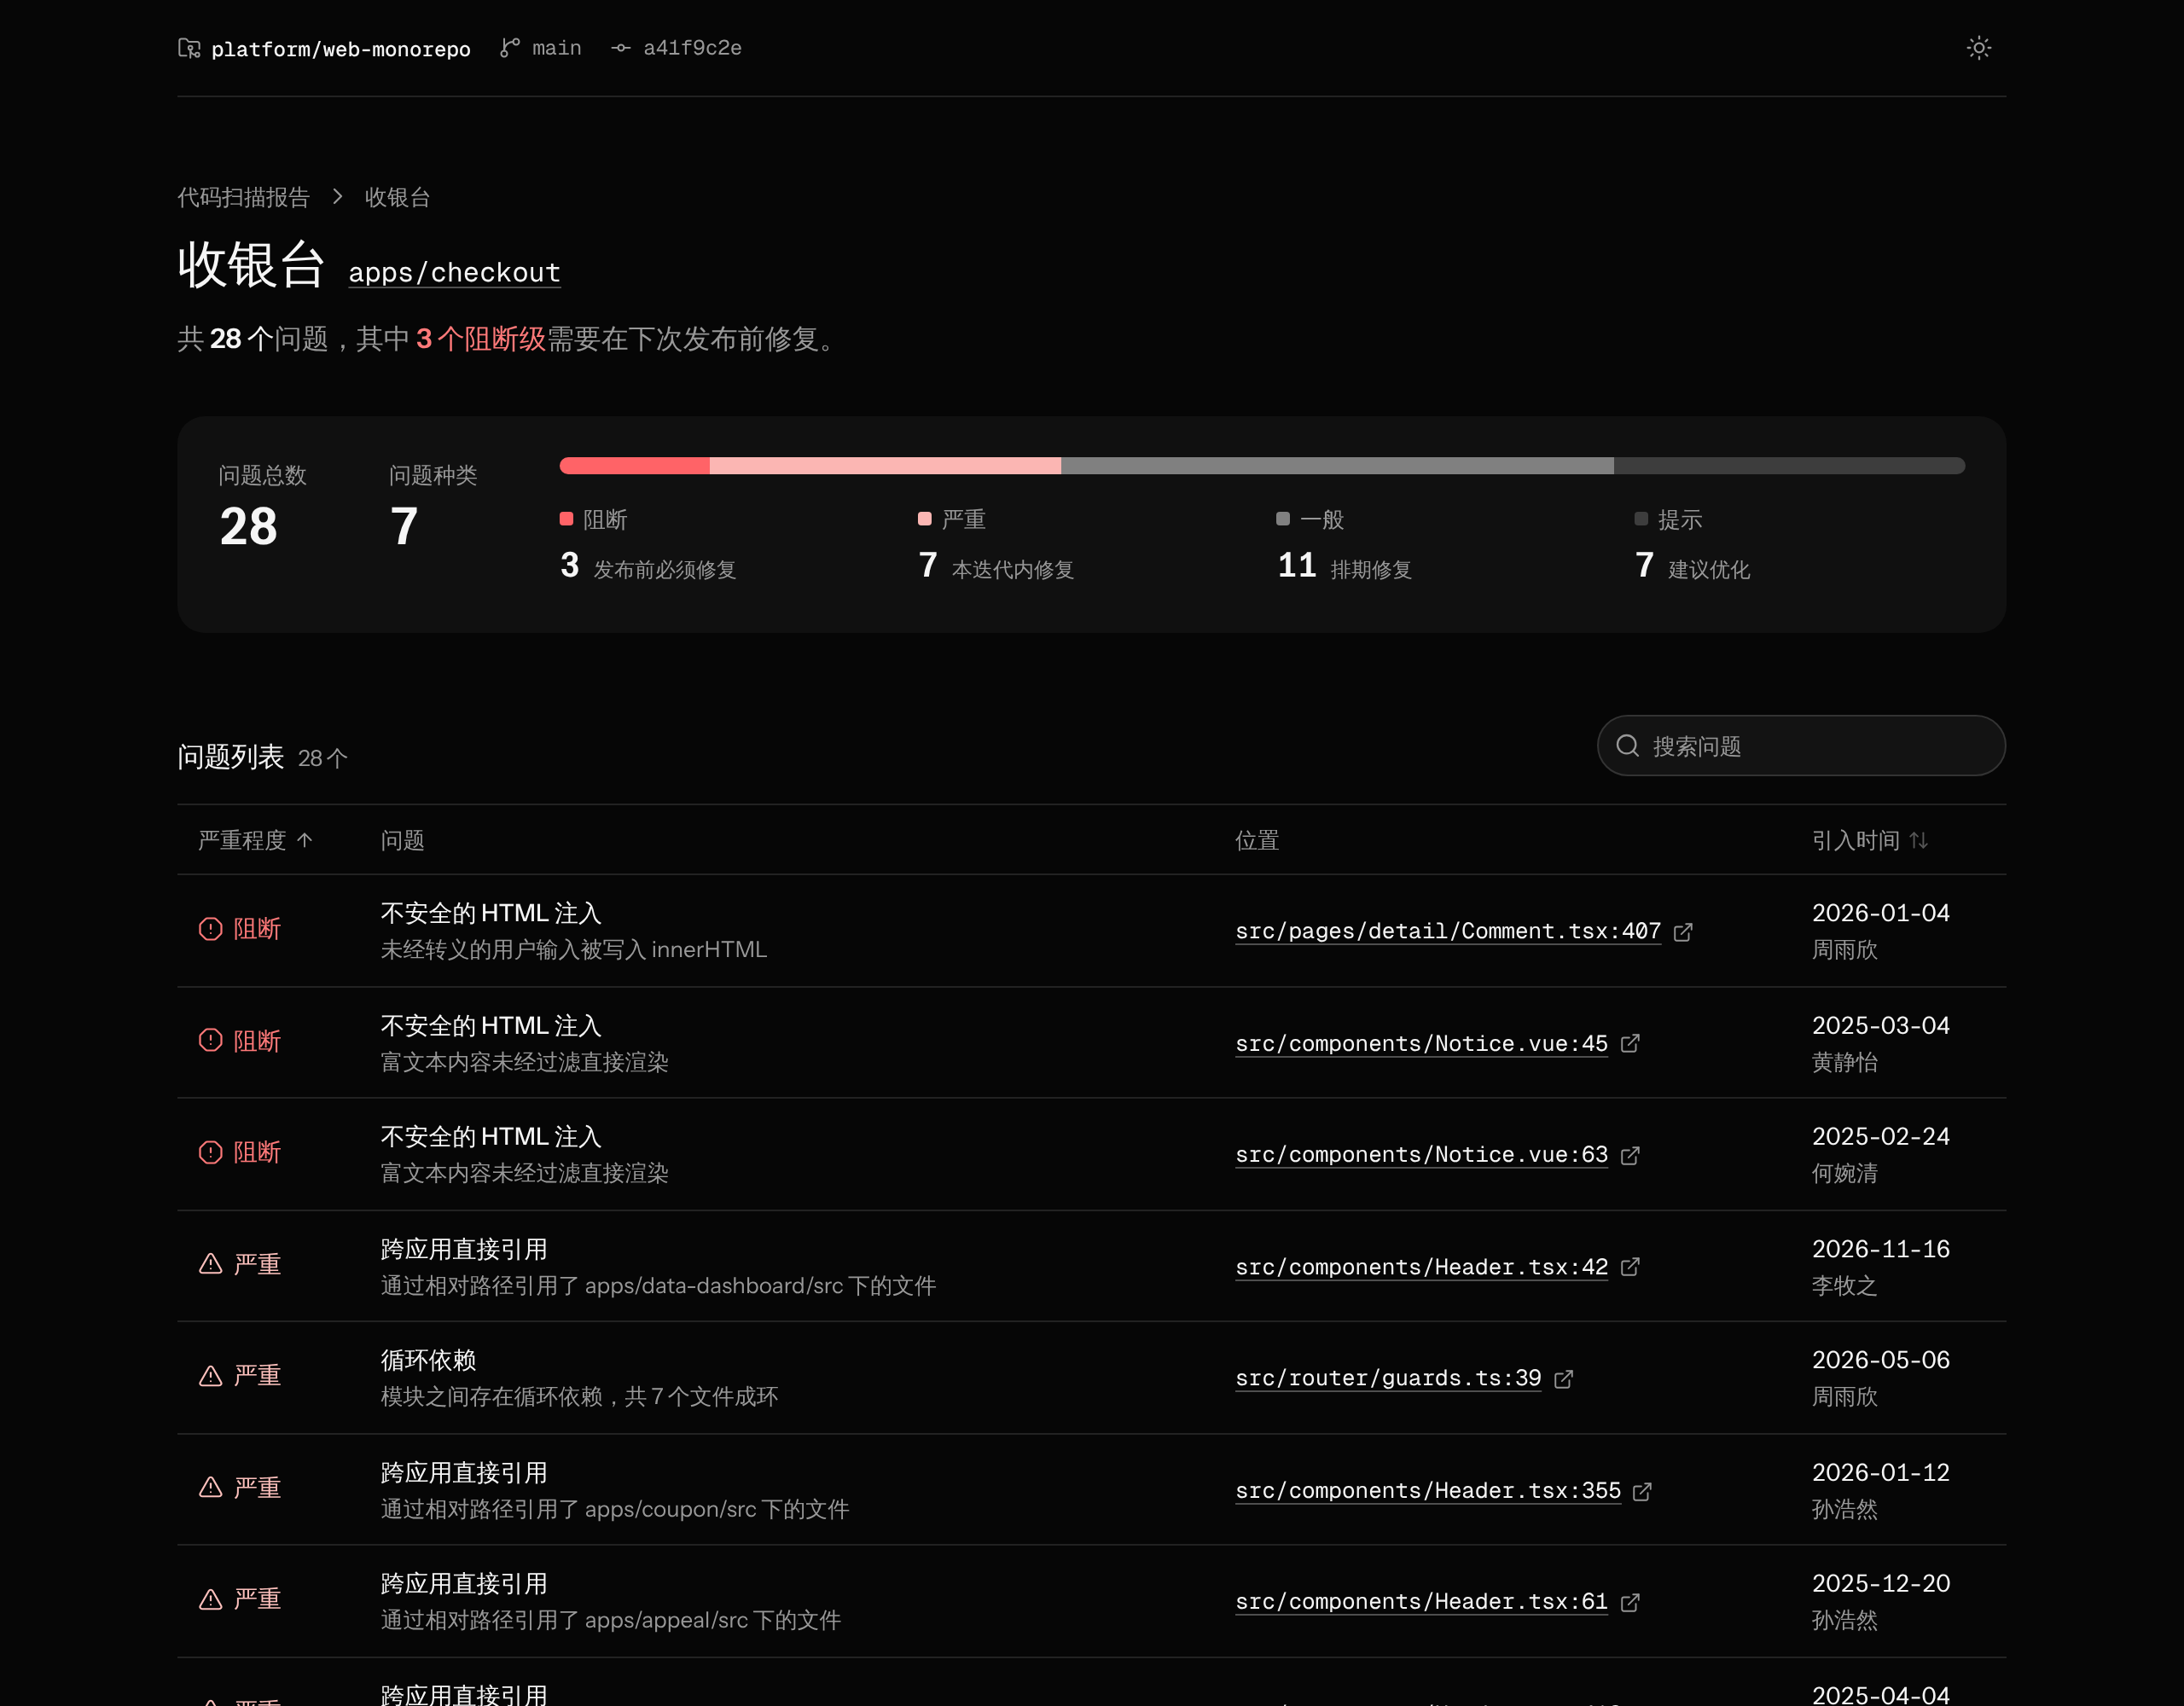 platform/web-monorepo main a41f9c2e
代码扫描报告 > 收银台
收银台 apps/checkout
共 28 个问题，其中 3 个阻断级需要在下次发布前修复。
问题总数
28
问题种类
7
阻断
3 发布前必须修复
严重
7 本迭代内修复
一般
11 排期修复
提示
7 建议优化
问题列表 28 个
搜索问题
严重程度 ↑ 问题 位置 引入时间 ↑↓
阻断
不安全的 HTML 注入
未经转义的用户输入被写入 innerHTML
src/pages/detail/Comment.tsx:407
2026-01-04
周雨欣
阻断
不安全的 HTML 注入
富文本内容未经过滤直接渲染
src/components/Notice.vue:45
2025-03-04
黄静怡
阻断
不安全的 HTML 注入
富文本内容未经过滤直接渲染
src/components/Notice.vue:63
2025-02-24
何婉清
严重
跨应用直接引用
通过相对路径引用了 apps/data-dashboard/src 下的文件
src/components/Header.tsx:42
2026-11-16
李牧之
严重
循环依赖
模块之间存在循环依赖，共 7 个文件成环
src/router/guards.ts:39
2026-05-06
周雨欣
严重
跨应用直接引用
通过相对路径引用了 apps/coupon/src 下的文件
src/components/Header.tsx:355
2026-01-12
孙浩然
严重
跨应用直接引用
通过相对路径引用了 apps/appeal/src 下的文件
src/components/Header.tsx:61
2025-12-20
孙浩然
跨应用直接引用
2025-04-04